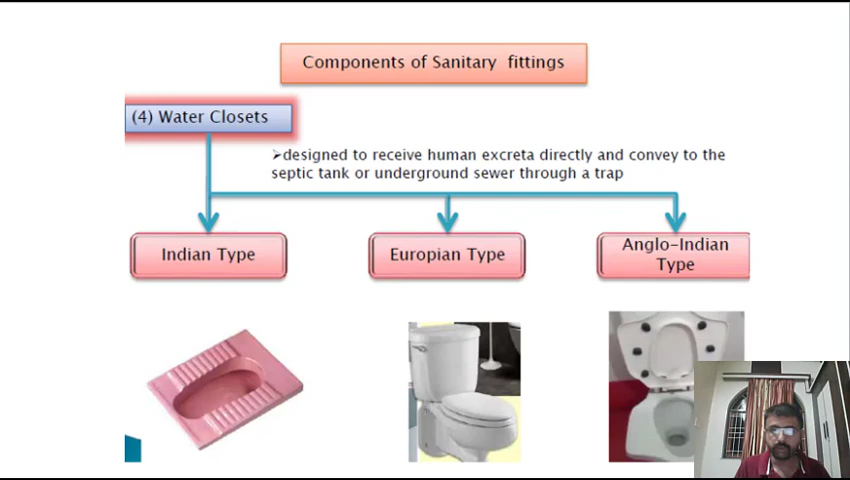 Components of Sanitary fittings
(4) Water Closets
➢designed to receive human excreta directly and convey to the
septic tank or underground sewer through a trap
Indian Type
Europian Type
Anglo-Indian
Type